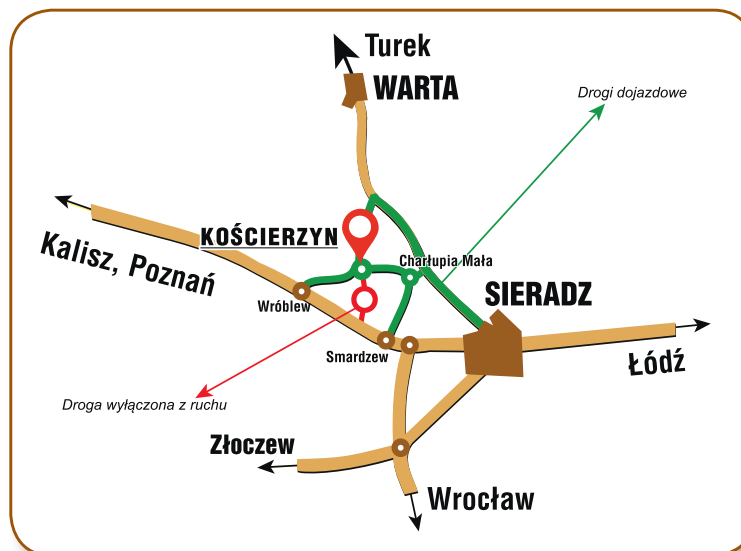 Turek
WARTA
Drogi dojazdowe
KOŚCIERZYN
Kalisz, Poznań
Charłupia Mała
Wróblew
SIERADZ
Smardzew
Łódź
Droga wyłączona z ruchu
Złoczew
Wrocław